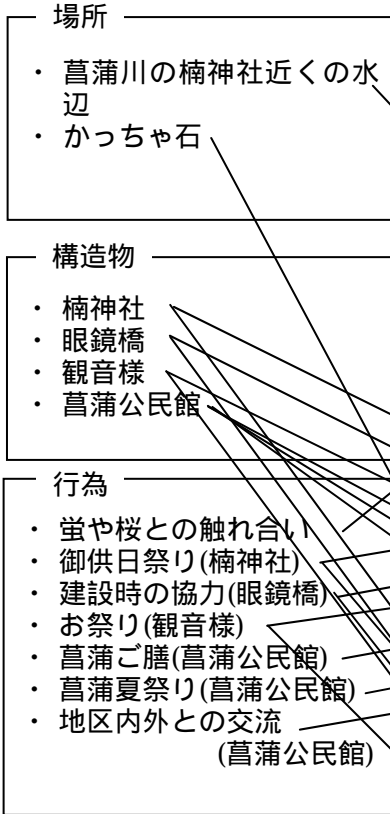 場所
・ 菖蒲川の楠神社近くの水
辺
・ かっちゃ石
構造物
・ 楠神社
・ 眼鏡橋
・ 観音様
・ 菖蒲公民館
行為
・ 蛍や桜との触れ合い
・ 御供日祭り(楠神社)
・ 建設時の協力(眼鏡橋)
・ お祭り(観音様)
・ 菖蒲ご膳(菖蒲公民館)
・ 菖蒲夏祭り(菖蒲公民館)
・ 地区内外との交流
(菖蒲公民館)